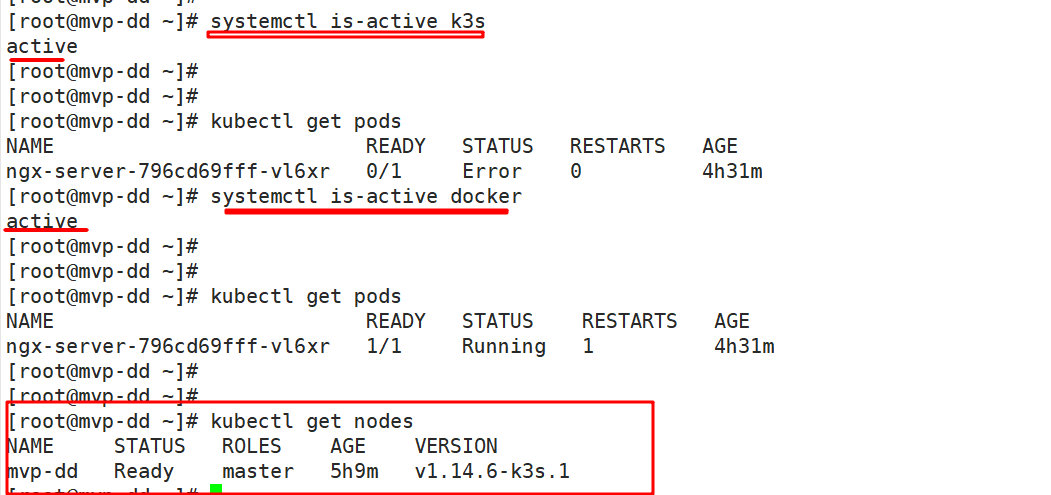 [root@mvp-dd ~]# systemctl is-active k3s
active
[root@mvp-dd ~]#
[root@mvp-dd ~]#
[root@mvp-dd ~]# kubectl get pods
NAME                          READY   STATUS   RESTARTS   AGE
ngx-server-796cd69fff-vl6xr   0/1     Error    0          4h31m
[root@mvp-dd ~]# systemctl is-active docker
active
[root@mvp-dd ~]#
[root@mvp-dd ~]#
[root@mvp-dd ~]# kubectl get pods
NAME                          READY   STATUS    RESTARTS   AGE
ngx-server-796cd69fff-vl6xr   1/1     Running   1          4h31m
[root@mvp-dd ~]#
[root@mvp-dd ~]#
[root@mvp-dd ~]# kubectl get nodes
NAME     STATUS   ROLES    AGE    VERSION
mvp-dd   Ready    master   5h9m   v1.14.6-k3s.1
[root@mvp-dd ~]#